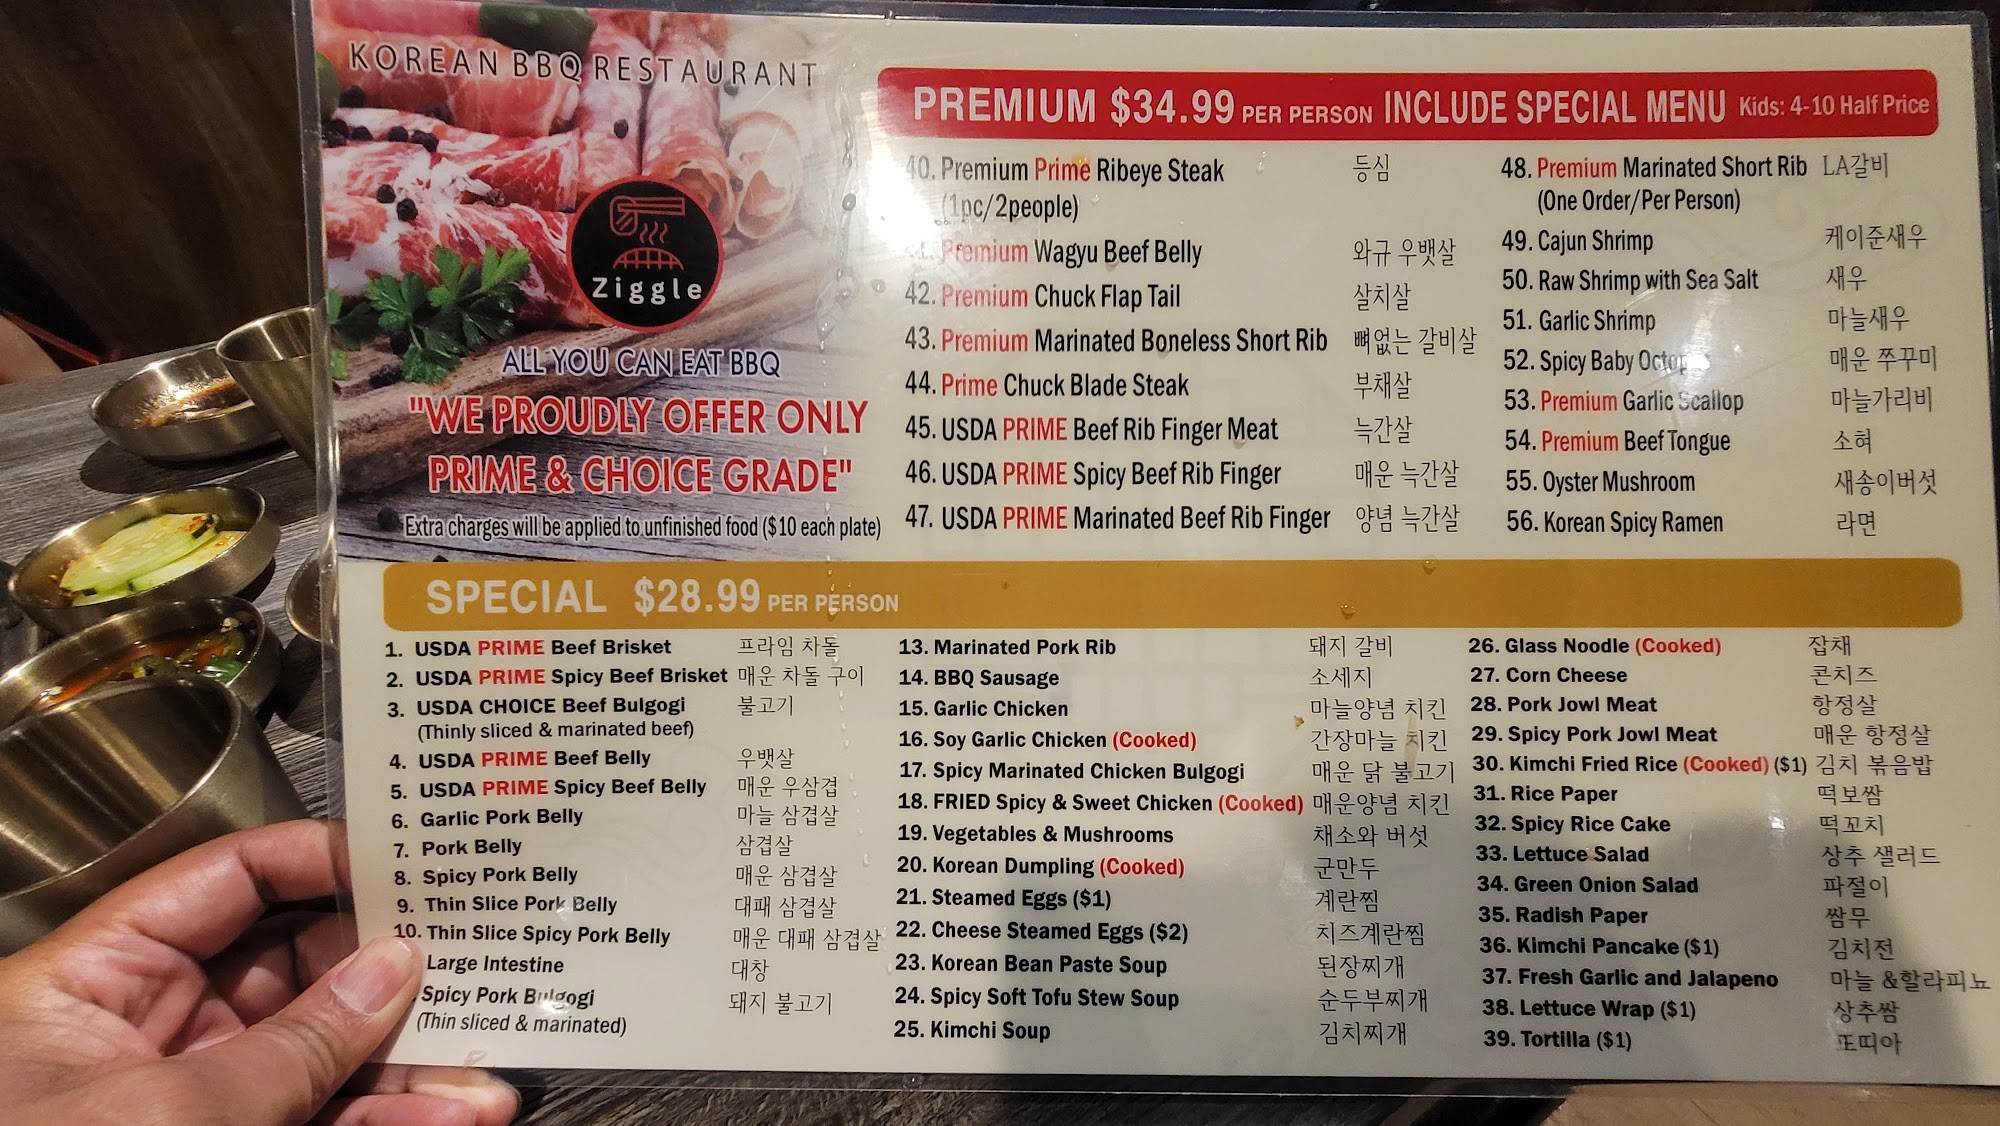 KOREAN BBQ RESTAURANT
Ziggle
ALL YOU CAN EAT BBQ
"WE PROUDLY OFFER ONLY
PRIME & CHOICE GRADE"
Extra charges will be applied to unfinished food ($10 each plate)
PREMIUM $34.99 PER PERSON INCLUDE SPECIAL MENU Kids: 4-10 Half Price
40. Premium Prime Ribeye Steak 등심
(1pc/2people)
Premium Wagyu Beef Belly 와규 우뱃살
42. Premium Chuck Flap Tail 살치살
43. Premium Marinated Boneless Short Rib 뼈없는 갈비살
44. Prime Chuck Blade Steak 부채살
45. USDA PRIME Beef Rib Finger Meat 늑간살
46. USDA PRIME Spicy Beef Rib Finger 매운 늑간살
47. USDA PRIME Marinated Beef Rib Finger 양념 늑간살
48. Premium Marinated Short Rib LA갈비
(One Order/Per Person)
49. Cajun Shrimp 케이준새우
50. Raw Shrimp with Sea Salt 새우
51. Garlic Shrimp 마늘새우
52. Spicy Baby 매운 쭈꾸미
53. Premium Garlic Scallop 마늘가리비
54. Premium Beef Tongue 소혀
55. Oyster Mushroom 새송이버섯
56. Korean Spicy Ramen 라면
SPECIAL $28.99 PER PERSON
1. USDA PRIME Beef Brisket 프라임 차돌
2. USDA PRIME Spicy Beef Brisket 매운 차돌 구이
3. USDA CHOICE Beef Bulgogi 불고기
(Thinly sliced & marinated beef)
4. USDA PRIME Beef Belly 우뱃살
5. USDA PRIME Spicy Beef Belly 매운 우삼겹
6. Garlic Pork Belly 마늘 삼겹살
7. Pork Belly 삼겹살
8. Spicy Pork Belly 매운 삼겹살
9. Thin Slice Pork Belly 대패 삼겹살
10. Thin Slice Spicy Pork Belly 매운 대패 삼겹살
Large Intestine 대창
Spicy Pork Bulgogi 돼지 불고기
(Thin sliced & marinated)
13. Marinated Pork Rib 돼지 갈비
14. BBQ Sausage 소세지
15. Garlic Chicken 마늘양념 치킨
16. Soy Garlic Chicken (Cooked) 간장마늘 치킨
17. Spicy Marinated Chicken Bulgogi 매운 닭 불고기
18. FRIED Spicy & Sweet Chicken (Cooked) 매운양념 치킨
19. Vegetables & Mushrooms 채소와 버섯
20. Korean Dumpling (Cooked) 군만두
21. Steamed Eggs ($1) 계란찜
22. Cheese Steamed Eggs ($2) 치즈계란찜
23. Korean Bean Paste Soup 된장찌개
24. Spicy Soft Tofu Stew Soup 순두부찌개
25. Kimchi Soup 김치찌개
26. Glass Noodle (Cooked) 잡채
27. Corn Cheese 콘치즈
28. Pork Jowl Meat 항정살
29. Spicy Pork Jowl Meat 매운 항정살
30. Kimchi Fried Rice (Cooked) ($1) 김치 볶음밥
31. Rice Paper 떡보쌈
32. Spicy Rice Cake 떡꼬치
33. Lettuce Salad 상추 샐러드
34. Green Onion Salad 파절이
35. Radish Paper 쌈무
36. Kimchi Pancake ($1) 김치전
37. Fresh Garlic and Jalapeno 마늘 &할라피뇨
38. Lettuce Wrap ($1) 상추쌈
39. Tortilla ($1) 또띠아